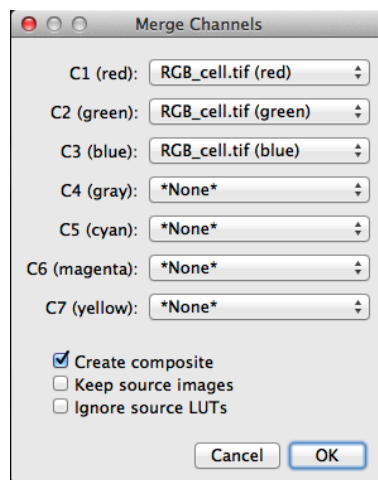 Merge Channels
C1 (red): RGB_cell.tif (red)
C2 (green): RGB_cell.tif (green)
C3 (blue): RGB_cell.tif (blue)
C4 (gray): *None*
C5 (cyan): *None*
C6 (magenta): *None*
C7 (yellow): *None*
Create composite
Keep source images
Ignore source LUTs
Cancel OK